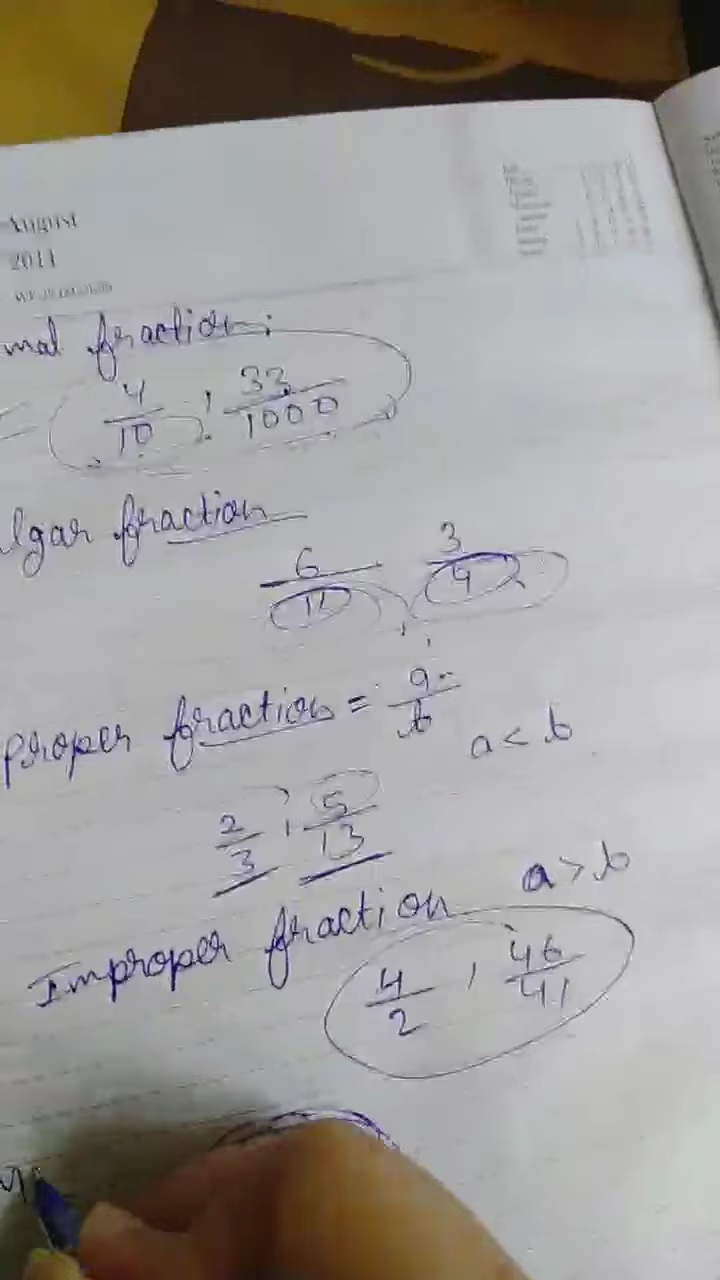 August
2011
mal fraction:
= 4/10 , 33/1000
lgar fraction
6/11 , 3/4
proper fraction = a/b a < b
2/3 , 5/13
Improper fraction a > b
4/2 , 46/41